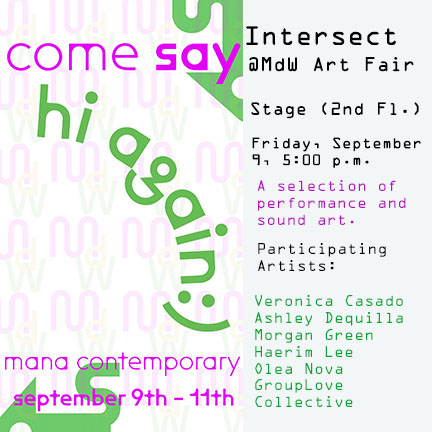 come say
hi again:)
mana contemporary
september 9th - 11th
Intersect
@MdW Art Fair
Stage (2nd Fl.)
Friday, September
9, 5:00 p.m.
A selection of
performance and
sound art.
Participating
Artists:
Veronica Casado
Ashley Dequilla
Morgan Green
Haerim Lee
Olea Nova
GroupLove
Collective